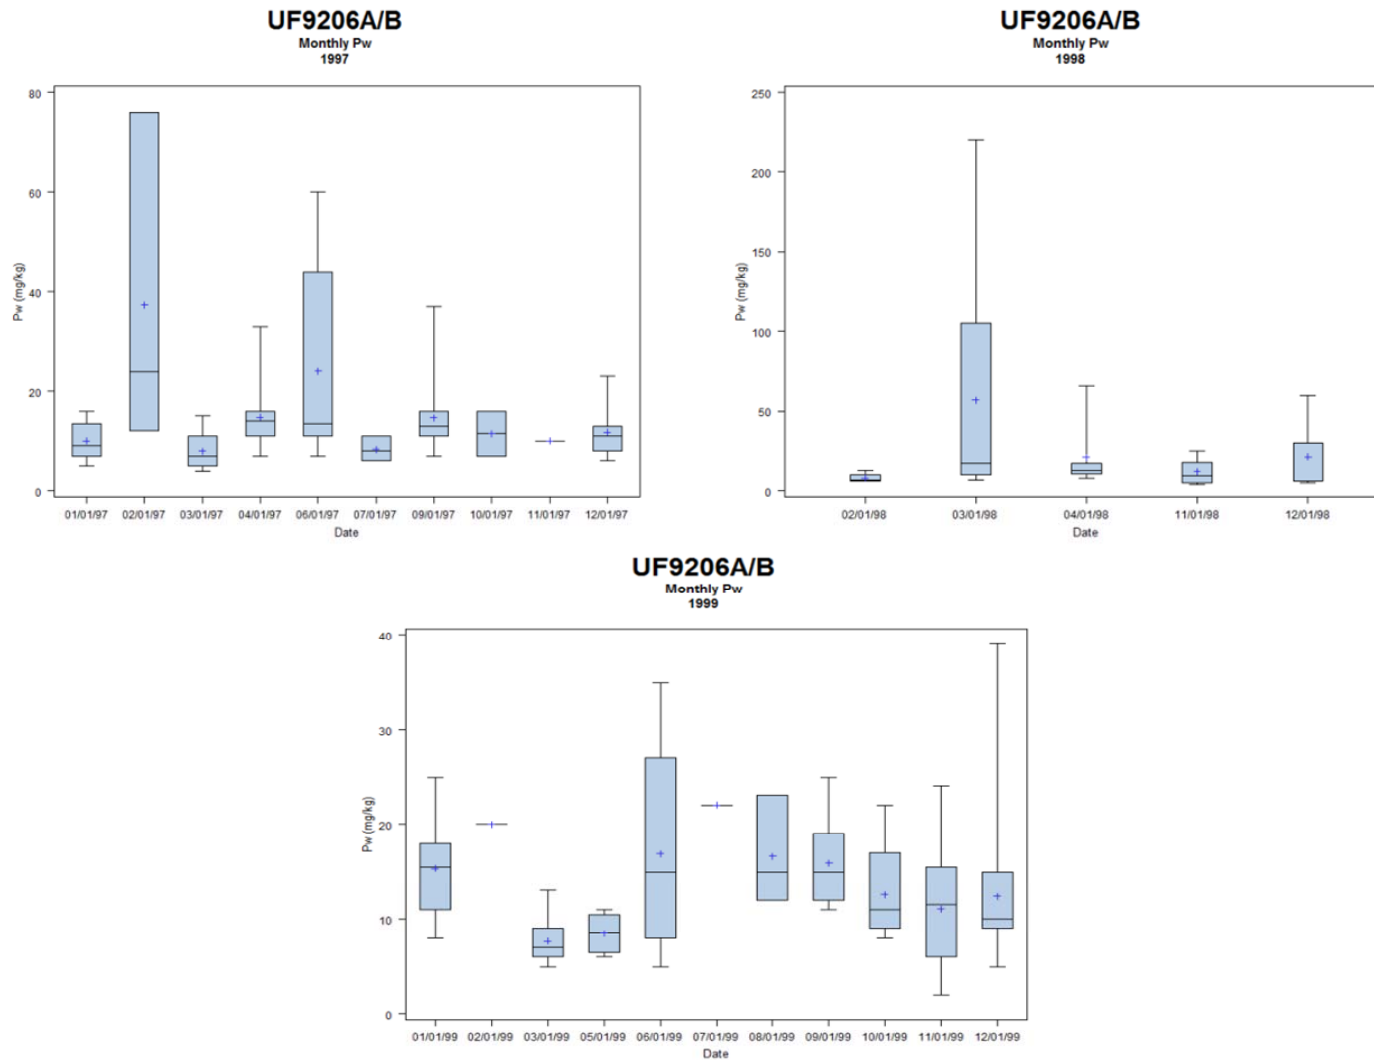 UF9206A/B
Monthly Pw
1997
80
60
40
20
0
Pw (mg/kg)
01/01/97 02/01/97 03/01/97 04/01/97 06/01/97 07/01/97 09/01/97 10/01/97 11/01/97 12/01/97
Date
UF9206A/B
Monthly Pw
1998
250
200
150
100
50
0
Pw (mg/kg)
02/01/98 03/01/98 04/01/98 11/01/98 12/01/98
Date
UF9206A/B
Monthly Pw
1999
40
30
20
10
0
Pw (mg/kg)
01/01/99 02/01/99 03/01/99 05/01/99 06/01/99 07/01/99 08/01/99 09/01/99 10/01/99 11/01/99 12/01/99
Date